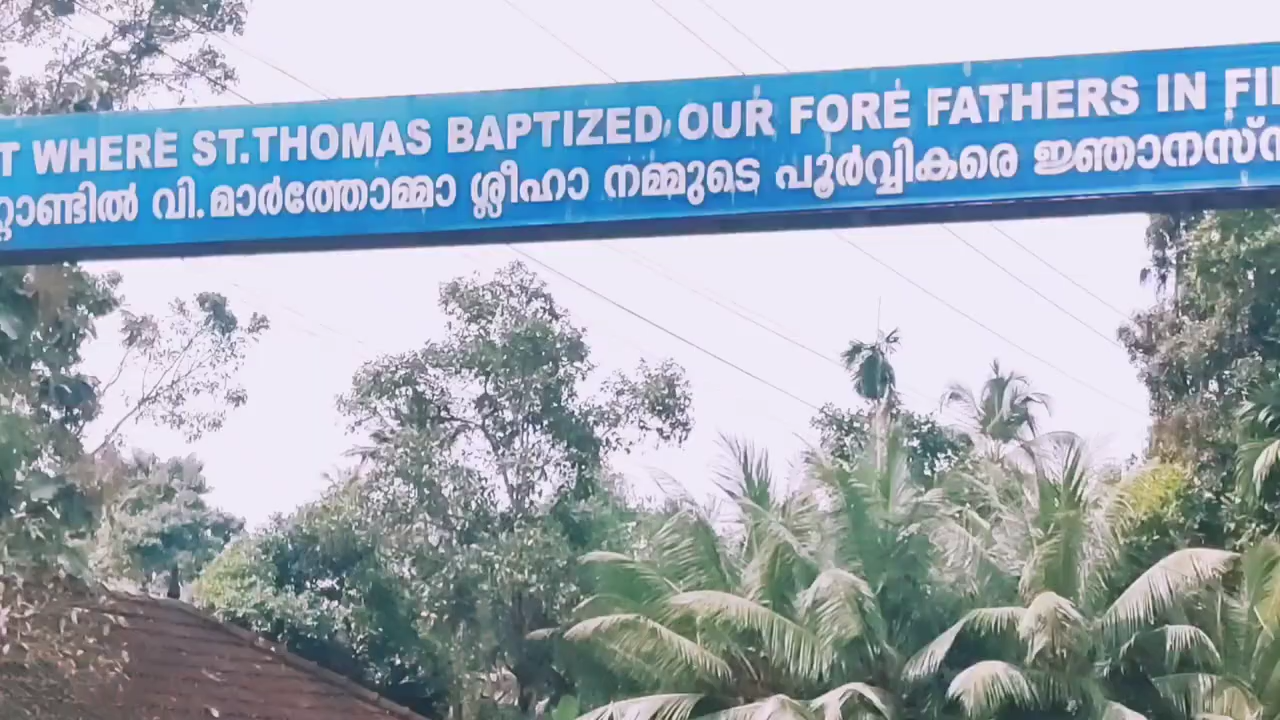 WHERE ST.THOMAS BAPTIZED OUR FORE FATHERS IN
വി. മാർത്തോമ്മാ ശ്ലീഹാ നമ്മുടെ പൂർവ്വികരെ